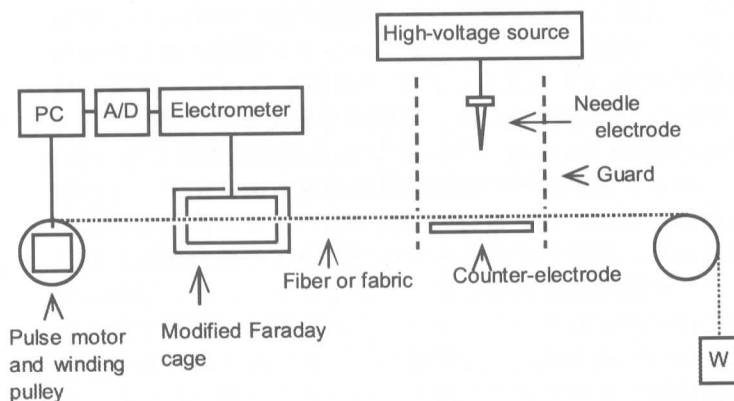 High-voltage source
PC
A/D
Electrometer
Needle
electrode
Guard
Fiber or fabric
Counter-electrode
Modified Faraday
cage
Pulse motor
and winding
pulley
W